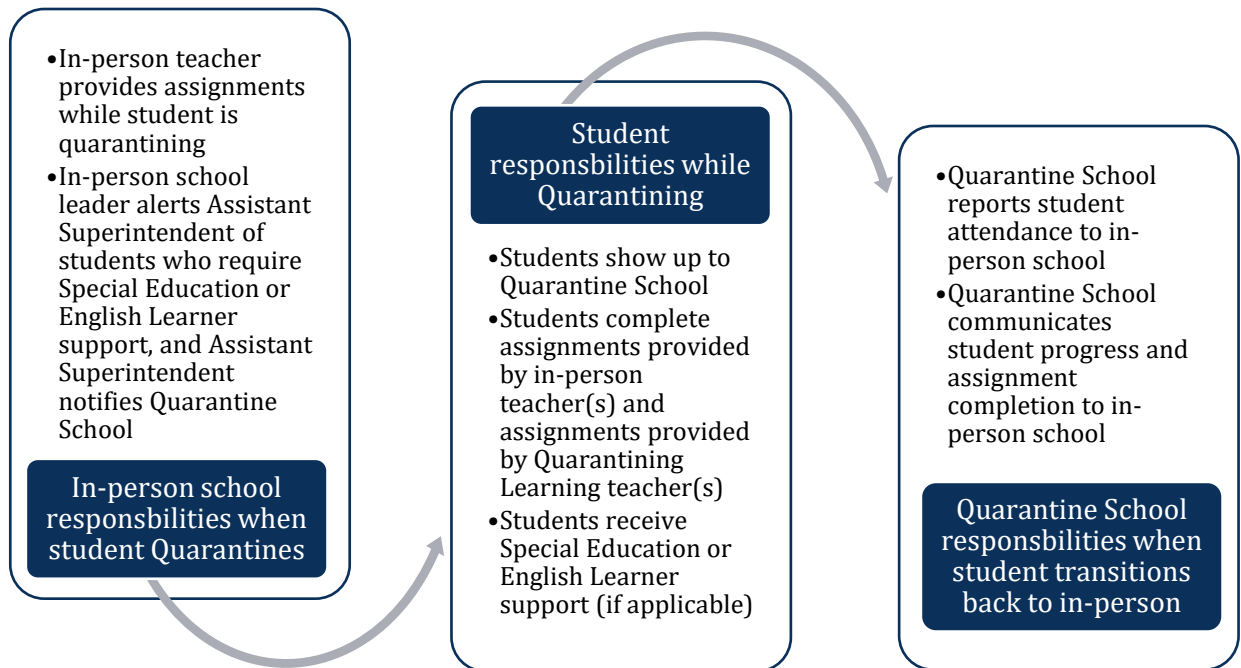 •In-person teacher
provides assignments
while student is
quarantining
•In-person school
leader alerts Assistant
Superintendent of
students who require
Special Education or
English Learner
support, and Assistant
Superintendent
notifies Quarantine
School
In-person school
responsbilities when
student Quarantines
Student
responsbilities while
Quarantining
•Students show up to
Quarantine School
•Students complete
assignments provided
by in-person
teacher(s) and
assignments provided
by Quarantining
Learning teacher(s)
•Students receive
Special Education or
English Learner
support (if applicable)
•Quarantine School
reports student
attendance to in-
person school
•Quarantine School
communicates
student progress and
assignment
completion to in-
person school
Quarantine School
responsbilities when
student transitions
back to in-person